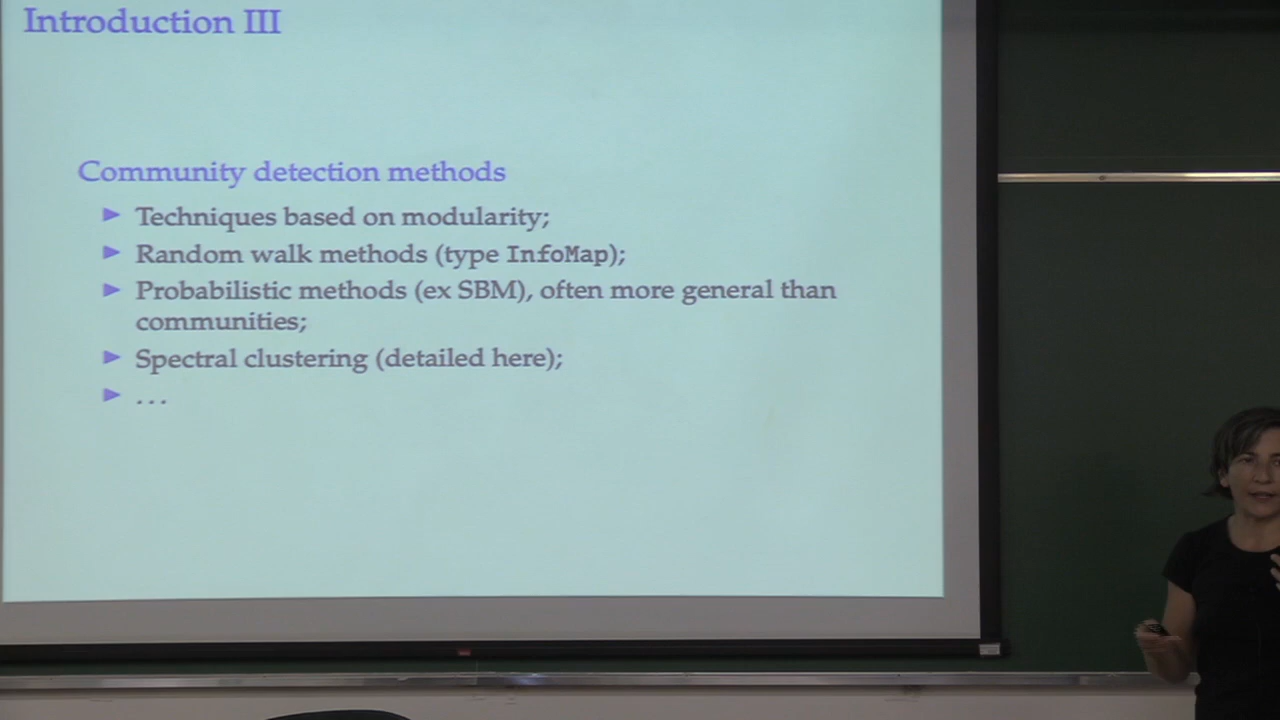 Introduction III
Community detection methods
Techniques based on modularity;
Random walk methods (type InfoMap);
Probabilistic methods (ex SBM), often more general than
communities;
Spectral clustering (detailed here);
...